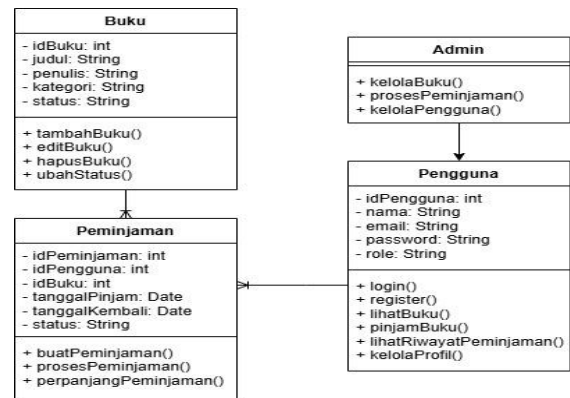 Buku
- idBuku: int
- judul: String
- penulis: String
- kategori: String
- status: String
+ tambahBuku()
+ editBuku()
+ hapusBuku()
+ ubahStatus()
Peminjaman
- idPeminjaman: int
- idPengguna: int
- idBuku: int
- tanggalPinjam: Date
- tanggalKembali: Date
- status: String
+ buatPeminjaman()
+ prosesPeminjaman()
+ perpanjangPeminjaman()
Admin
+ kelolaBuku()
+ prosesPeminjaman()
+ kelolaPengguna()
Pengguna
- idPengguna: int
- nama: String
- email: String
- password: String
- role: String
+ login()
+ register()
+ lihatBuku()
+ pinjamBuku()
+ lihatRiwayatPeminjaman()
+ kelolaProfil()